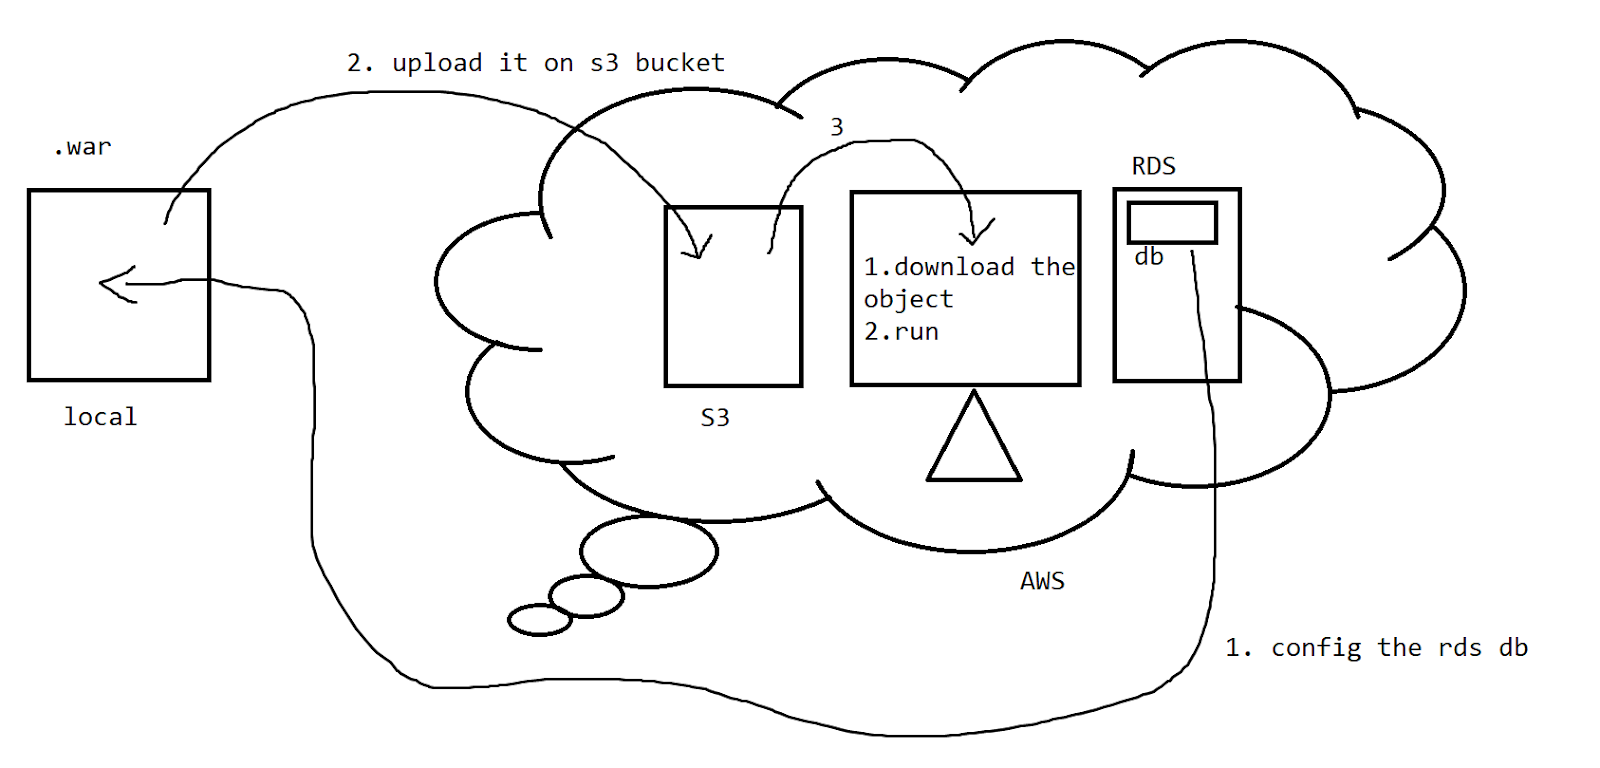 2. upload it on s3 bucket
.war
3
RDS
db
1.download the
object
2.run
local
S3
AWS
1. config the rds db